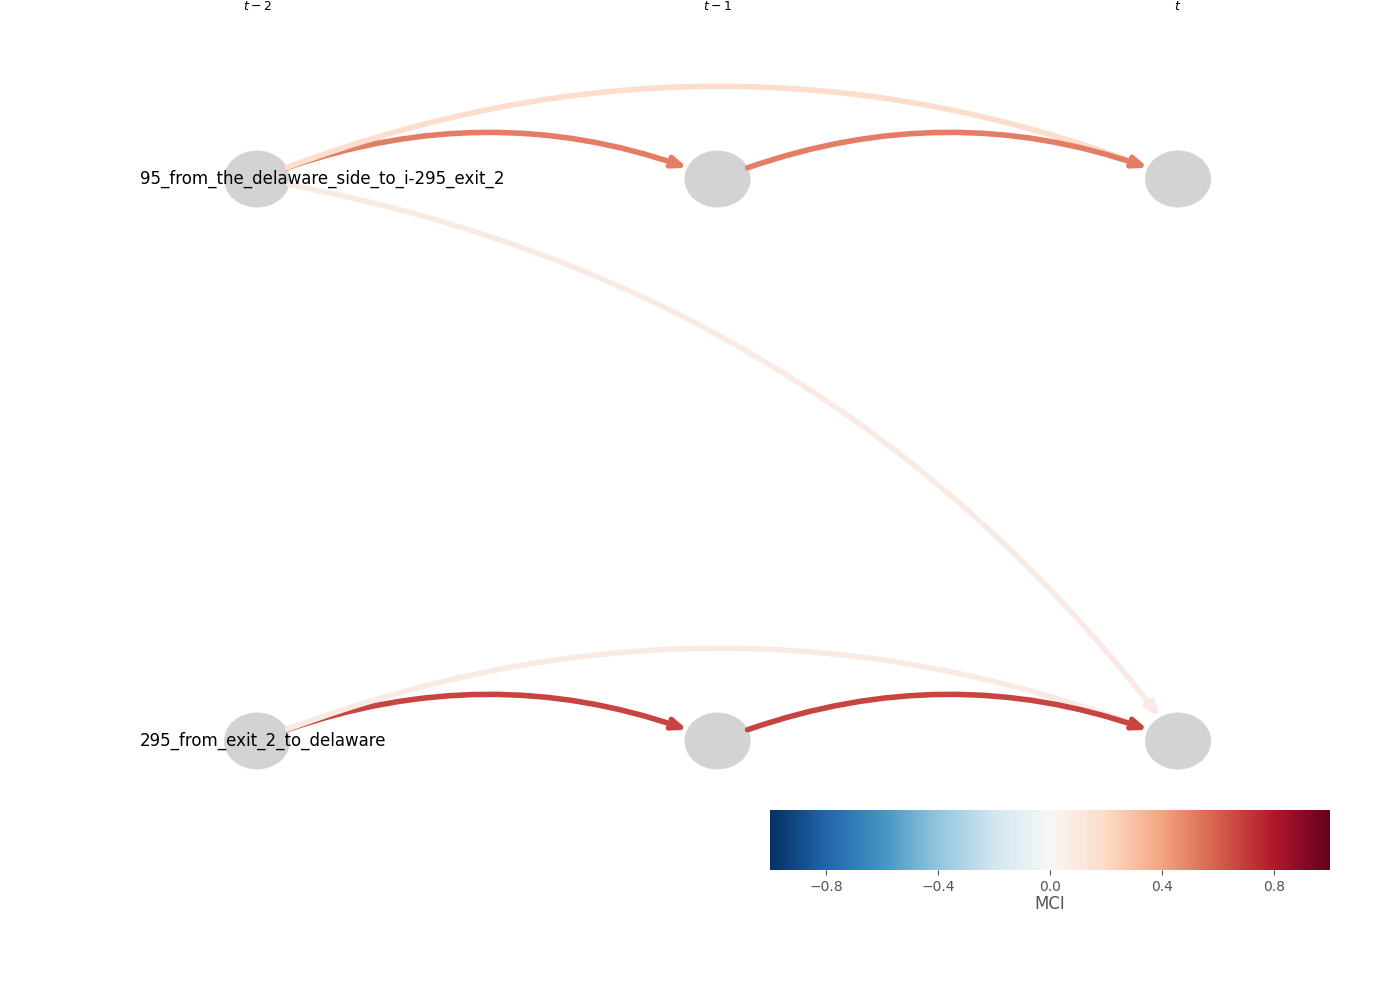 t − 2 t − 1 t
95_from_the_delaware_side_to_i-295_exit_2
295_from_exit_2_to_delaware
−0.8 −0.4 0.0 0.4 0.8
MCI